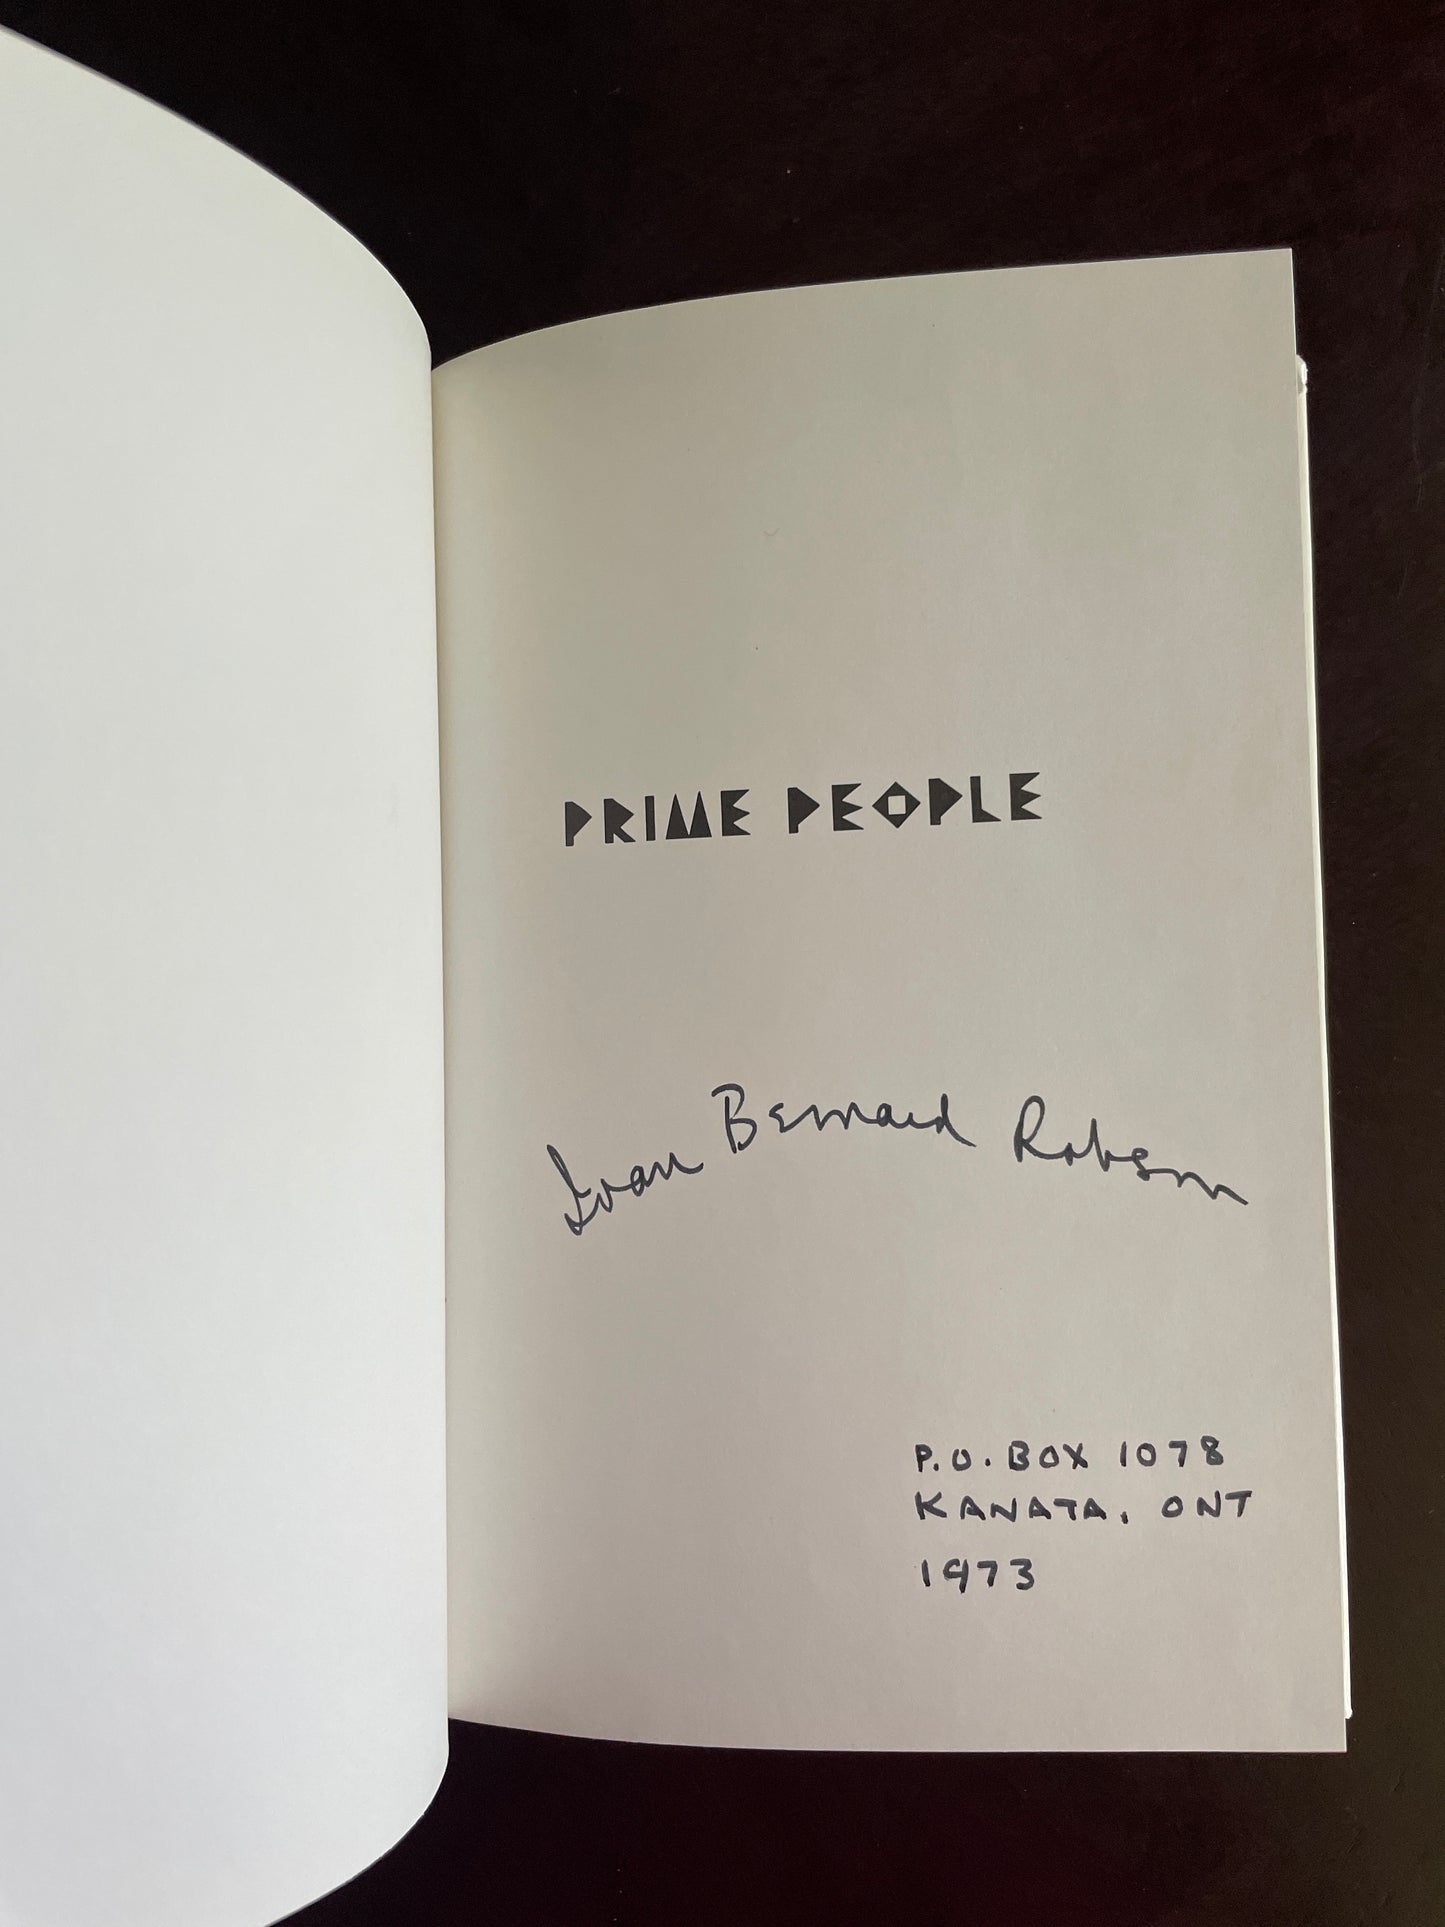 PRIME PEOPLE
Ivan Bernard Robson
P.O. BOX 1078
KANATA, ONT
1973